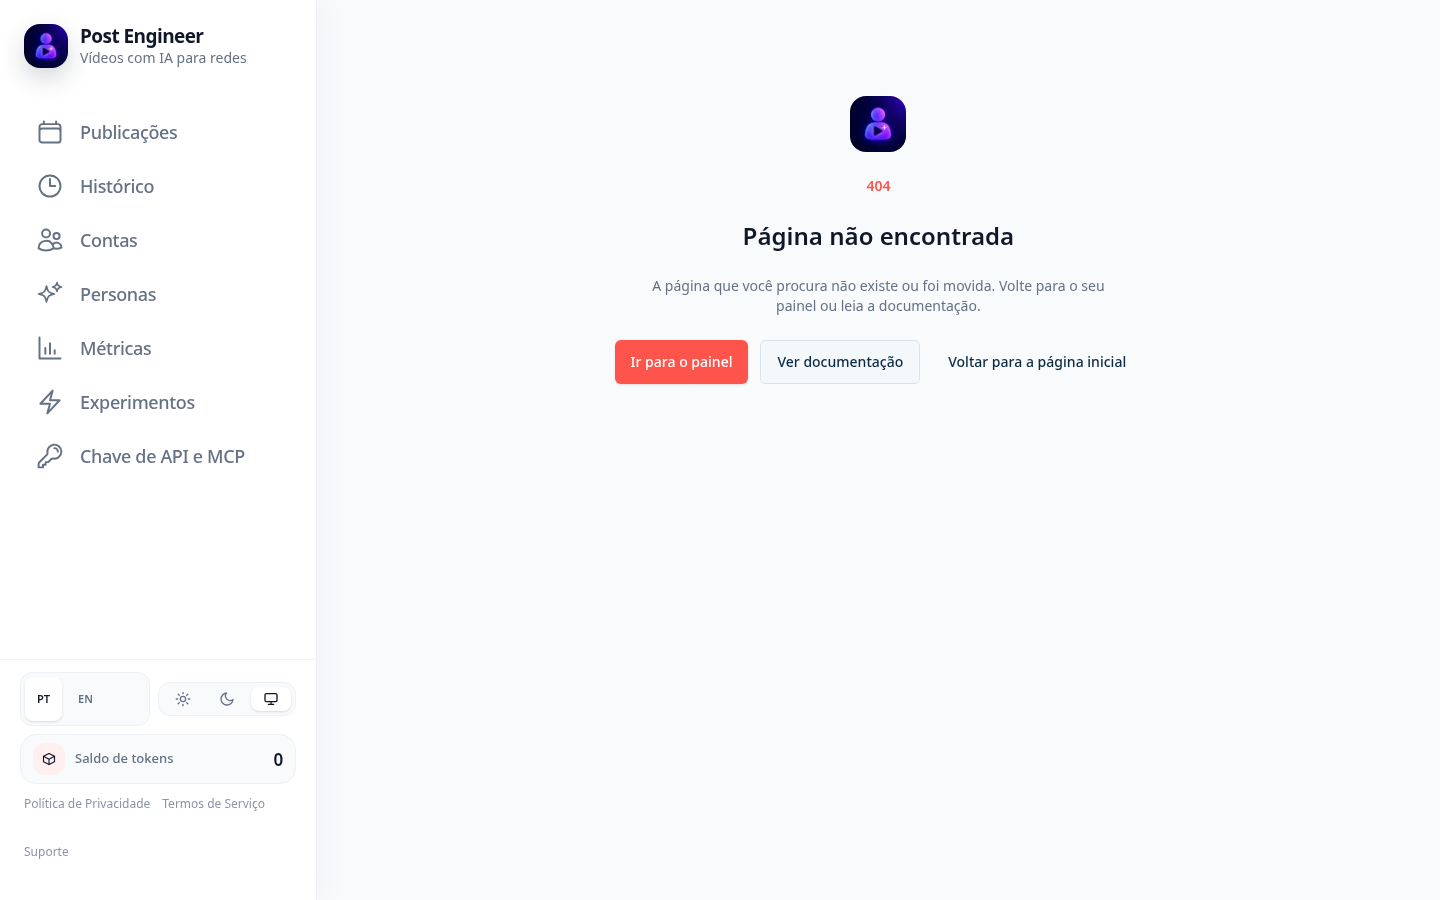 Post Engineer
Vídeos com IA para redes
Publicações
Histórico
Contas
Personas
Métricas
Experimentos
Chave de API e MCP
PT
EN
Saldo de tokens
0
Política de Privacidade
Termos de Serviço
Suporte
404
Página não encontrada
A página que você procura não existe ou foi movida. Volte para o seu
painel ou leia a documentação.
Ir para o painel
Ver documentação
Voltar para a página inicial